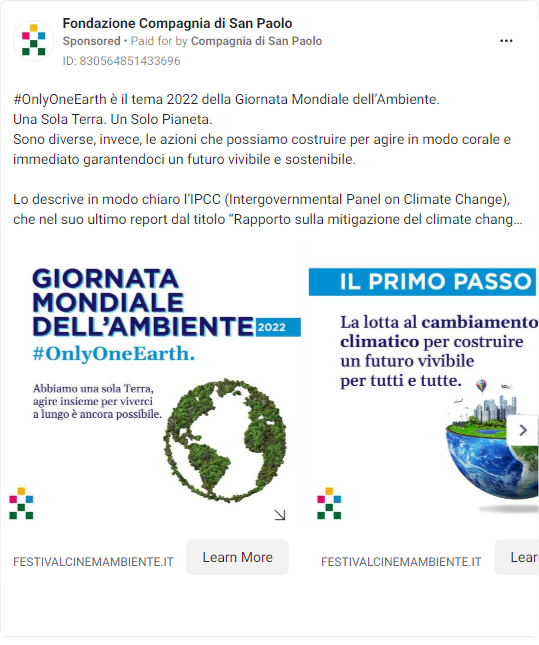 Fondazione Compagnia di San Paolo
Sponsored • Paid for by Compagnia di San Paolo
ID: 830564851433696
#OnlyOneEarth è il tema 2022 della Giornata Mondiale dell’Ambiente.
Una Sola Terra. Un Solo Pianeta.
Sono diverse, invece, le azioni che possiamo costruire per agire in modo corale e
immediato garantendoci un futuro vivibile e sostenibile.
Lo descrive in modo chiaro l’IPCC (Intergovernmental Panel on Climate Change),
che nel suo ultimo report dal titolo “Rapporto sulla mitigazione del climate chang...
GIORNATA
MONDIALE
DELL’AMBIENTE 2022
#OnlyOneEarth.
Abbiamo una sola Terra,
agire insieme per viverci
a lungo è ancora possibile.
FESTIVALCINEMAMBIENTE.IT
Learn More
IL PRIMO PASSO
La lotta al cambiamento
climatico per costruire
un futuro vivibile
per tutti e tutte.
FESTIVALCINEMAMBIENTE.IT
Lear